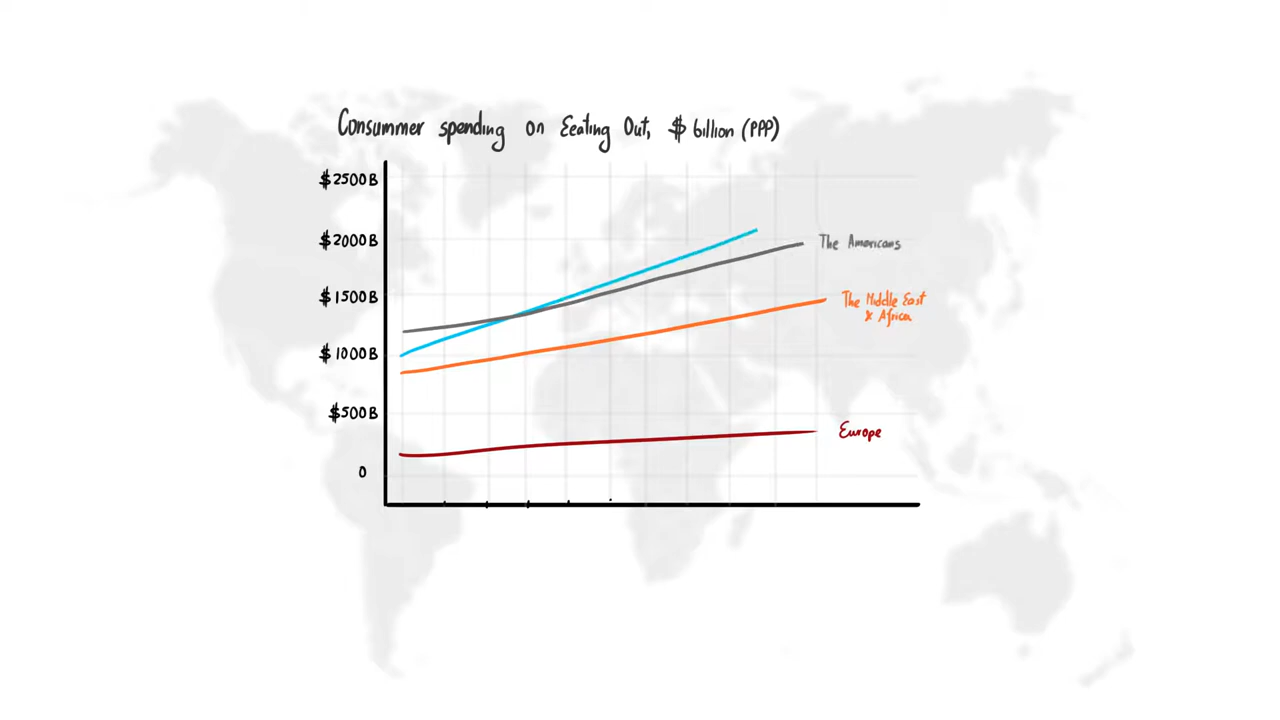 Consummer spending on Eeating Out, $ billion (PPP)
$2500B
$2000B
$1500B
$1000B
$500B
0
The Americans
The Middle East
& Africa
Europe